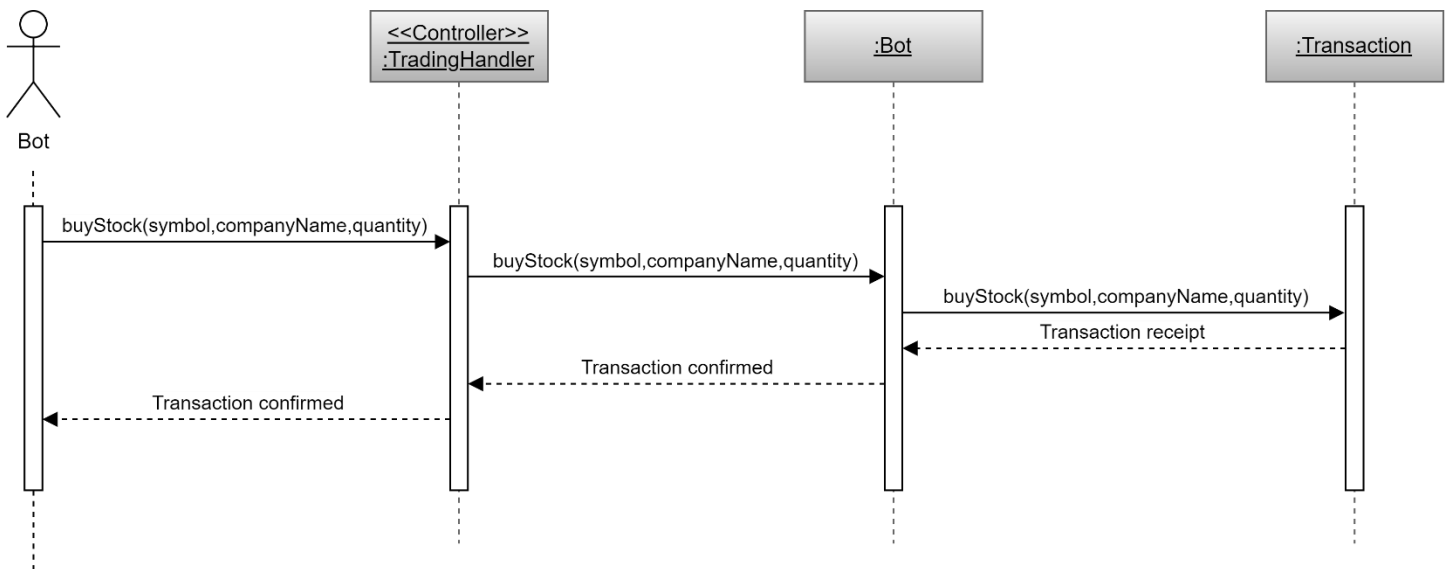 <<Controller>>
:TradingHandler
:Bot
:Transaction
Bot
buyStock(symbol,companyName,quantity)
buyStock(symbol,companyName,quantity)
buyStock(symbol,companyName,quantity)
Transaction receipt
Transaction confirmed
Transaction confirmed